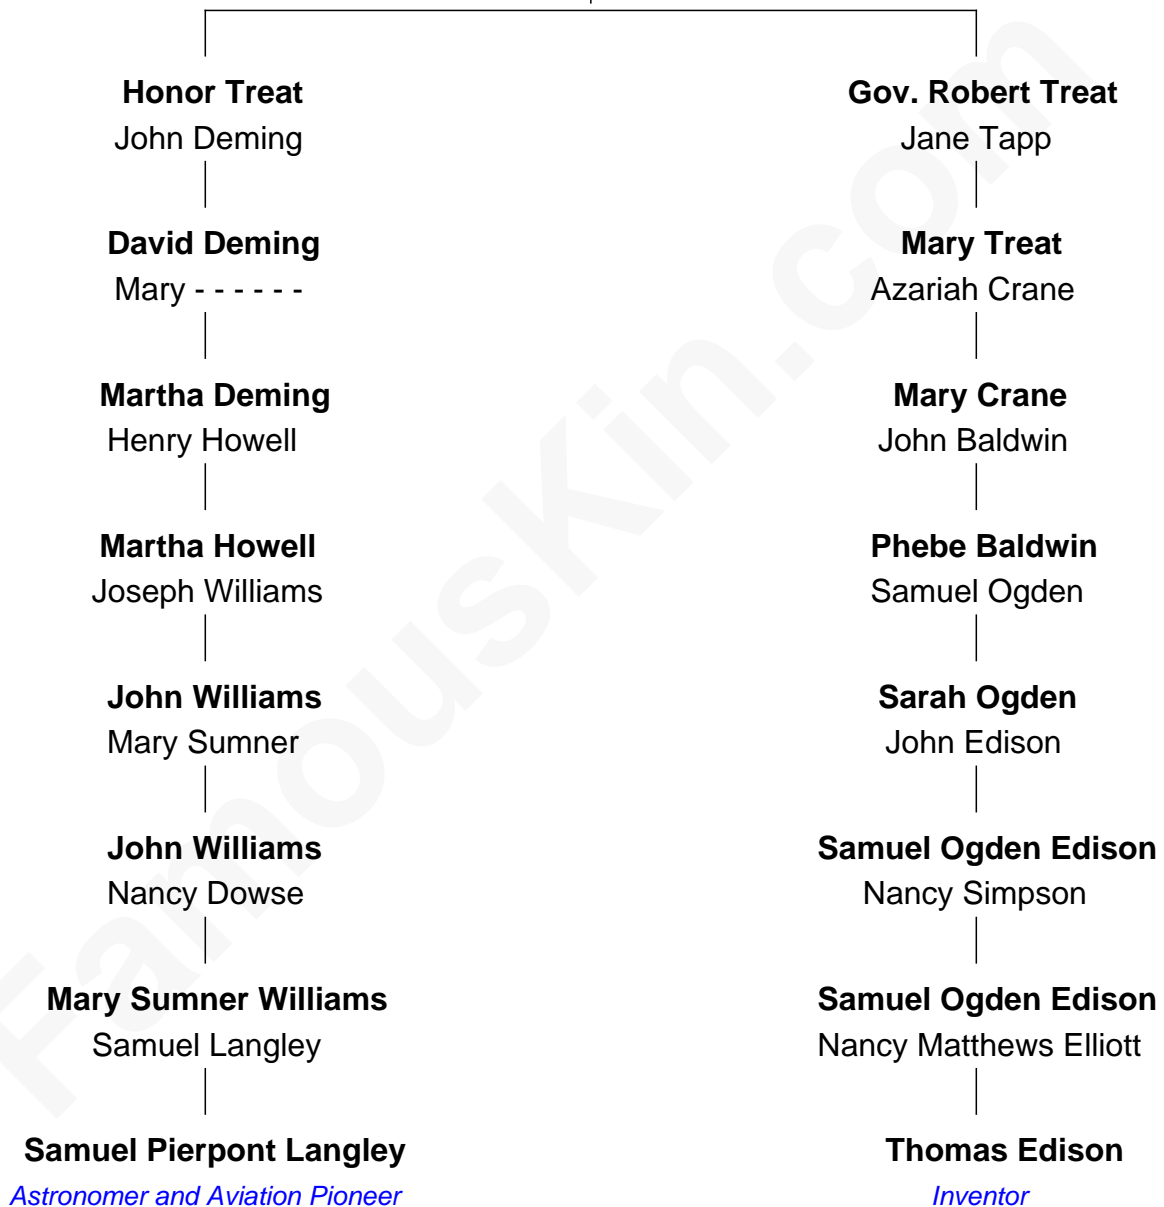 Honor Treat
John Deming
David Deming
Mary - - - - - -
Martha Deming
Henry Howell
Martha Howell
Joseph Williams
John Williams
Mary Sumner
John Williams
Nancy Dowse
Mary Sumner Williams
Samuel Langley
Samuel Pierpont Langley
Astronomer and Aviation Pioneer
Gov. Robert Treat
Jane Tapp
Mary Treat
Azariah Crane
Mary Crane
John Baldwin
Phebe Baldwin
Samuel Ogden
Sarah Ogden
John Edison
Samuel Ogden Edison
Nancy Simpson
Samuel Ogden Edison
Nancy Matthews Elliott
Thomas Edison
Inventor
FamousKin.com